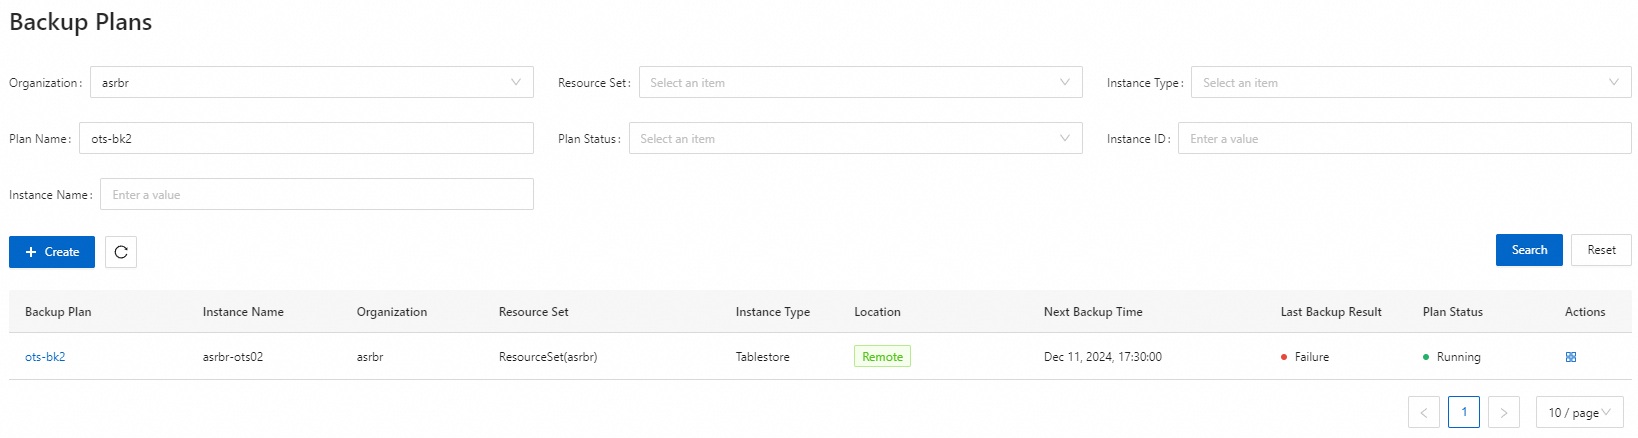 Backup Plans
Organization: asrbr Resource Set: Select an item Instance Type: Select an item
Plan Name: ots-bk2 Plan Status: Select an item Instance ID: Enter a value
Instance Name: Enter a value
+ Create Search Reset
Backup Plan Instance Name Organization Resource Set Instance Type Location Next Backup Time Last Backup Result Plan Status Actions
ots-bk2 asrbr-ots02 asrbr ResourceSet(asrbr) Tablestore Remote Dec 11, 2024, 17:30:00 Failure Running
< 1 > 10 / page